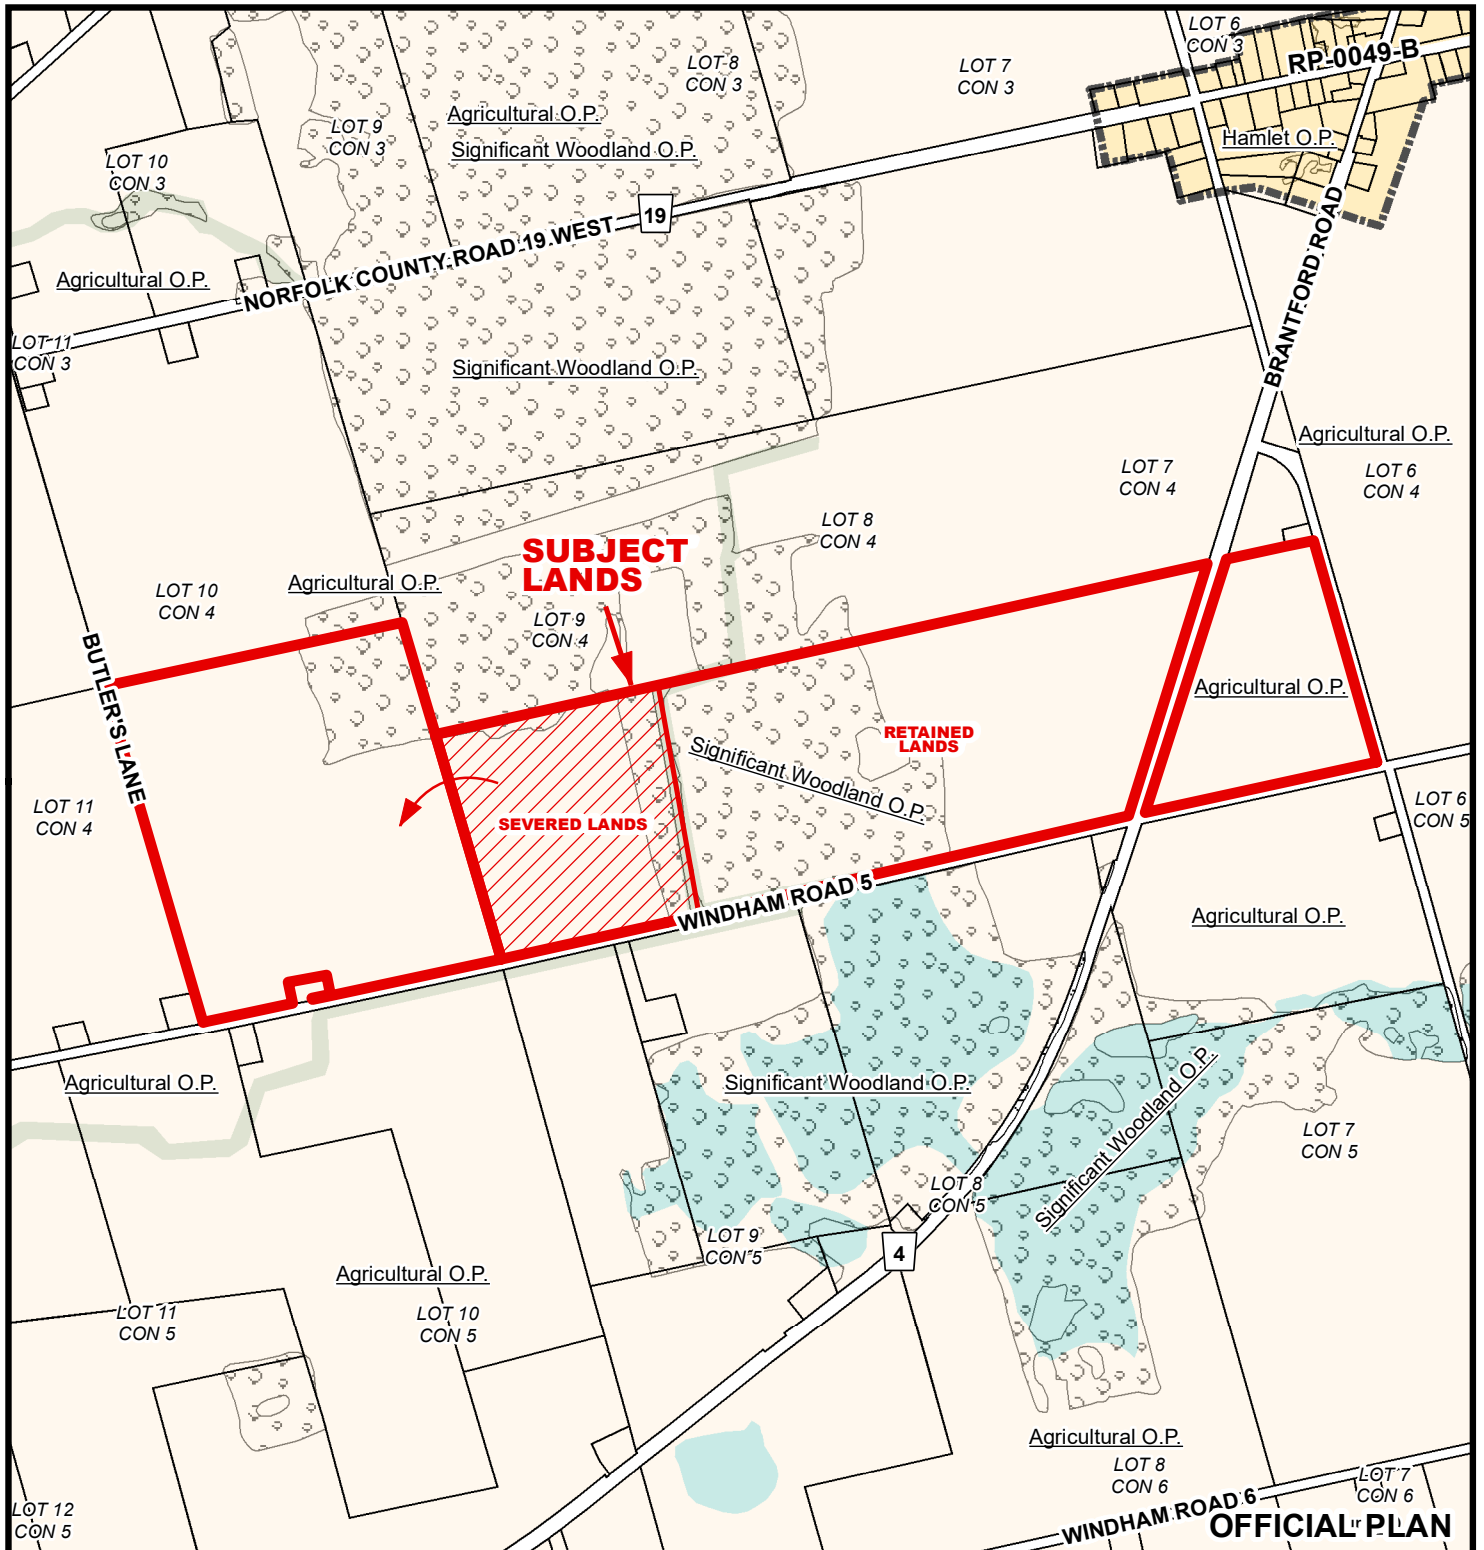 LOT 6
CON 3
RP-0049-B
LOT 8
CON 3
LOT 7
CON 3
Agricultural O.P.
LOT 9
CON 3
Significant Woodland O.P.
Hamlet O.P.
LOT 10
CON 3
19
NORFOLK COUNTY ROAD 19 WEST
BRANTFORD ROAD
Agricultural O.P.
LOT 11
CON 3
Significant Woodland O.P.
Agricultural O.P.
LOT 7
CON 4
LOT 6
CON 4
LOT 8
CON 4
SUBJECT
LANDS
Agricultural O.P.
LOT 10
CON 4
LOT 9
CON 4
BUTLER'S LANE
Agricultural O.P.
RETAINED
LANDS
Significant Woodland O.P.
LOT 11
CON 4
SEVERED LANDS
LOT 6
CON 5
WINDHAM ROAD 5
Agricultural O.P.
Agricultural O.P.
Significant Woodland O.P.
Significant Woodland O.P.
LOT 7
CON 5
LOT 8
CON 5
LOT 9
CON 5
4
Agricultural O.P.
LOT 11
CON 5
LOT 10
CON 5
Agricultural O.P.
LOT 8
CON 6
LOT 7
CON 6
LOT 12
CON 5
WINDHAM ROAD 6
OFFICIAL PLAN